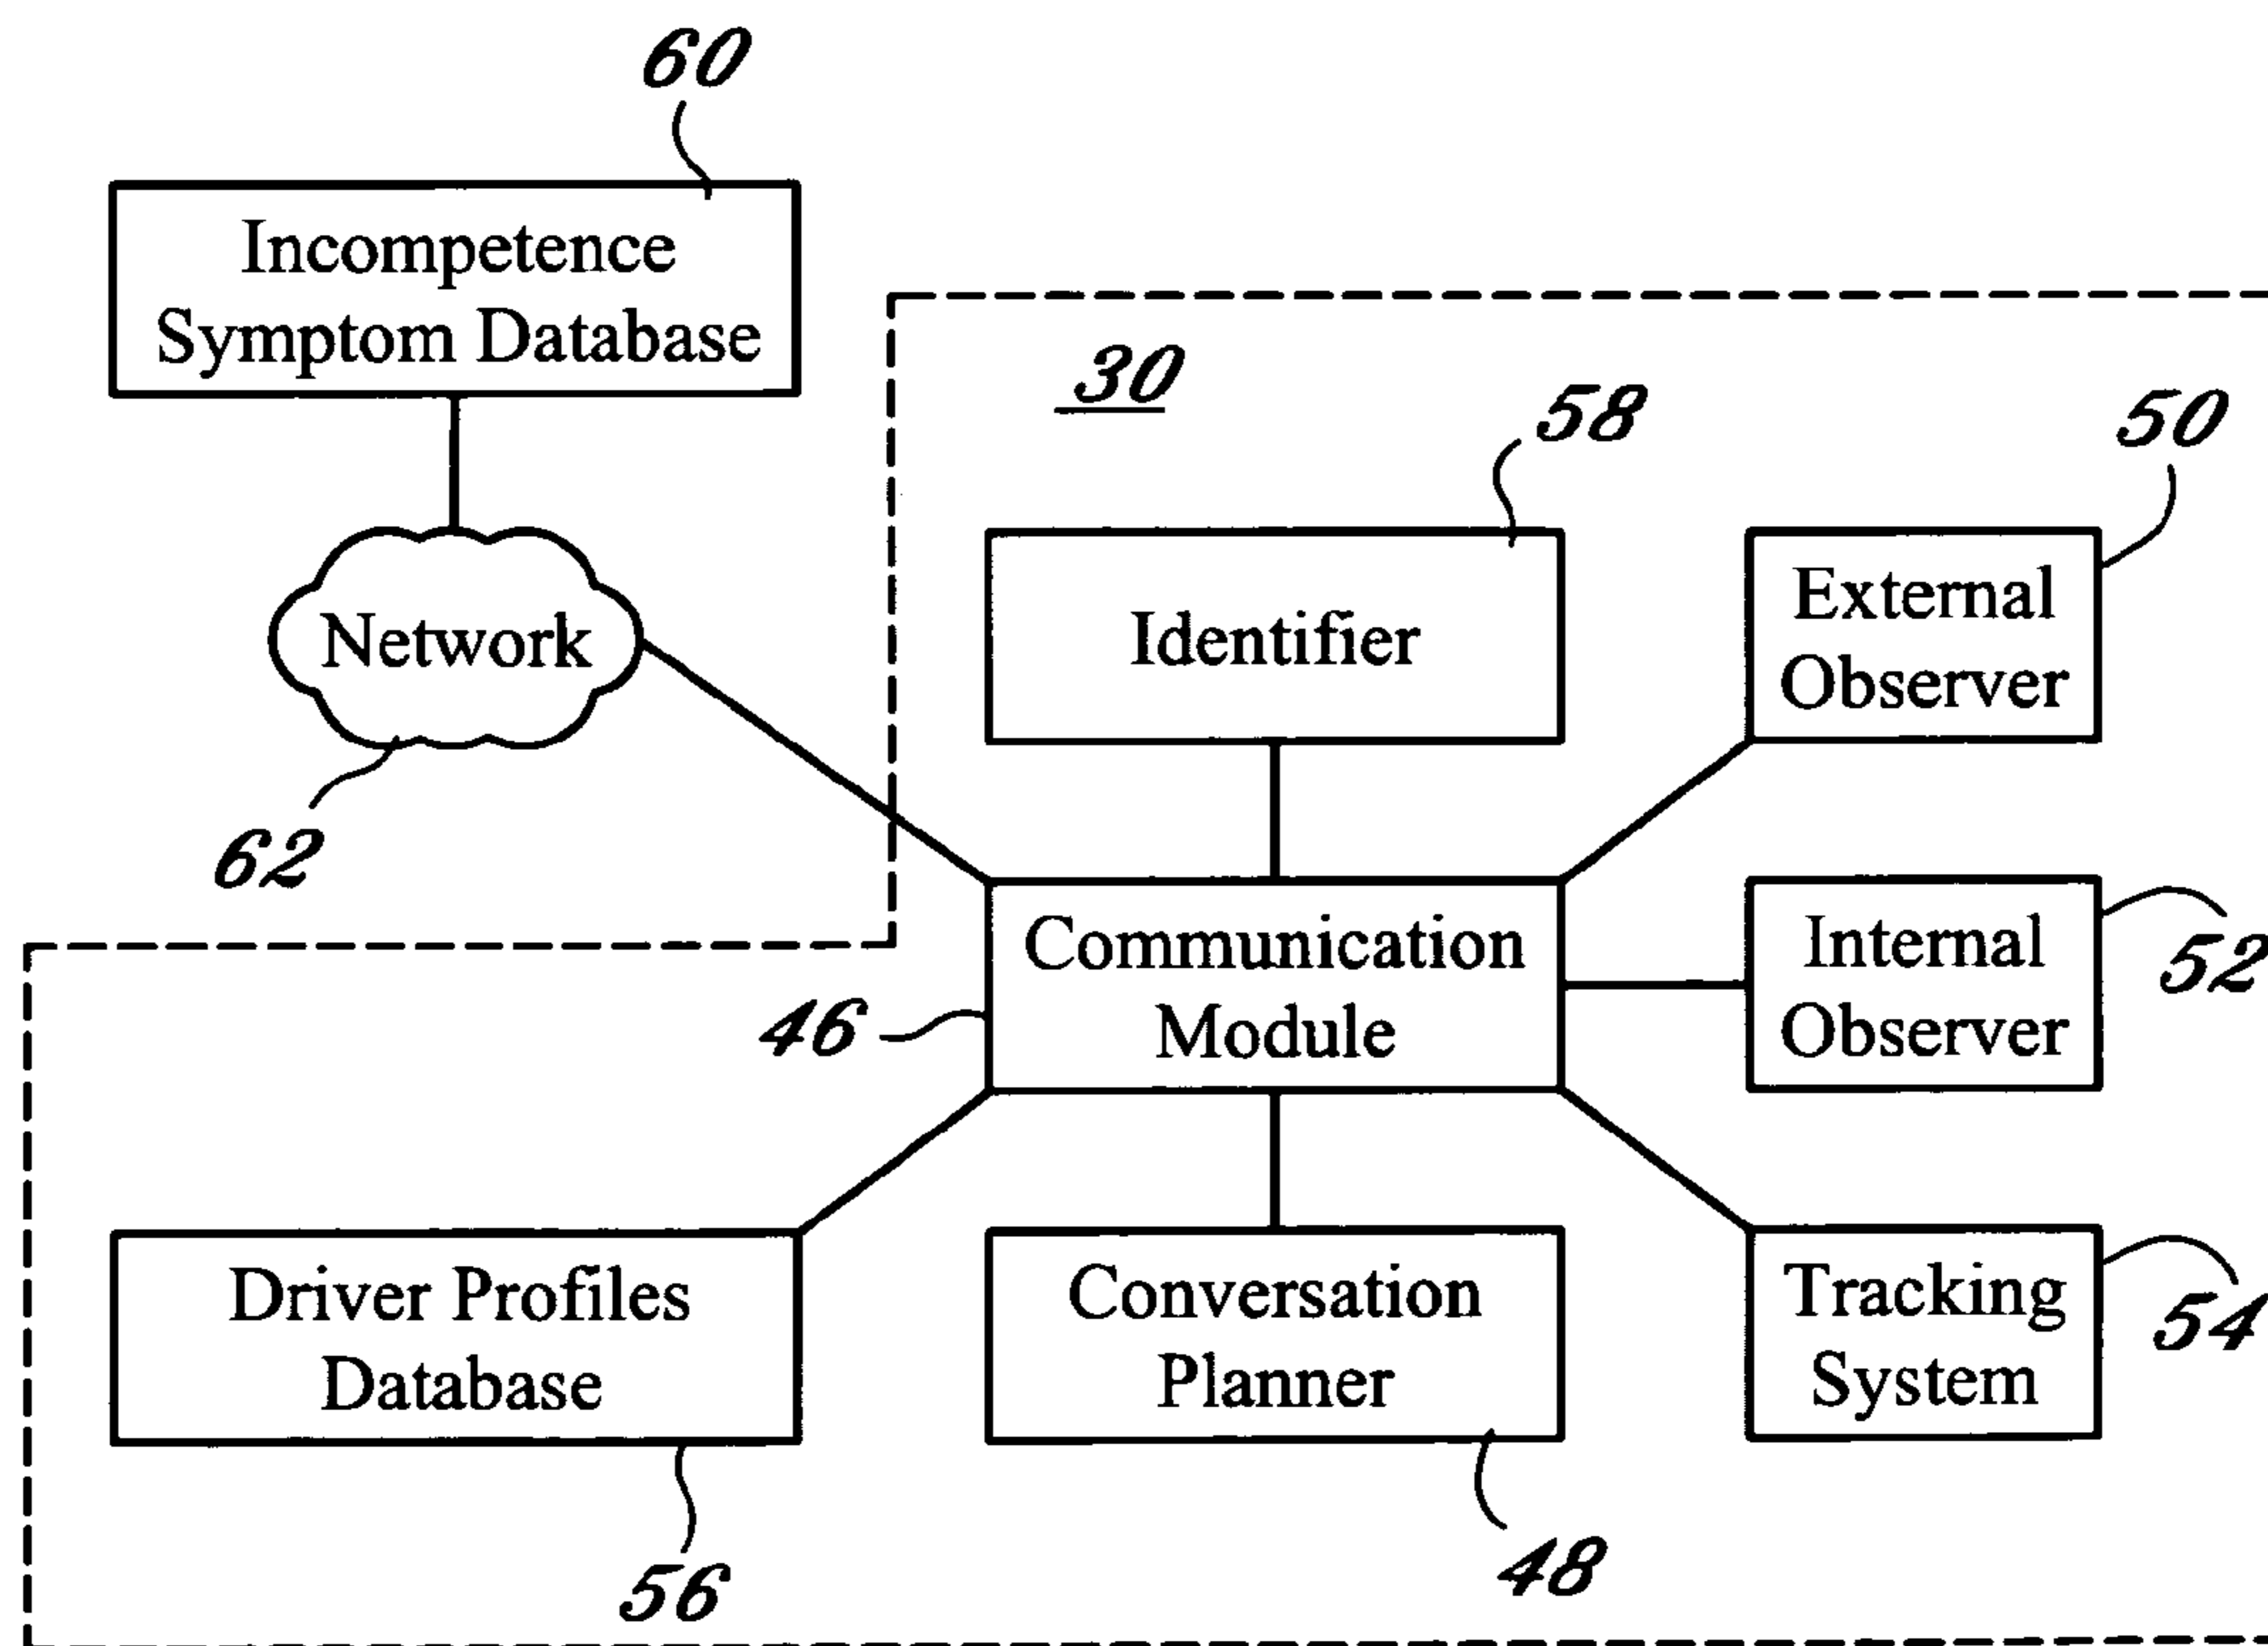 60
Incompetence
Symptom Database
30
58
50
Network
Identifier
External
Observer
62
Communication
Module
46
Internal
Observer
52
Driver Profiles
Database
Conversation
Planner
Tracking
System
54
56
48